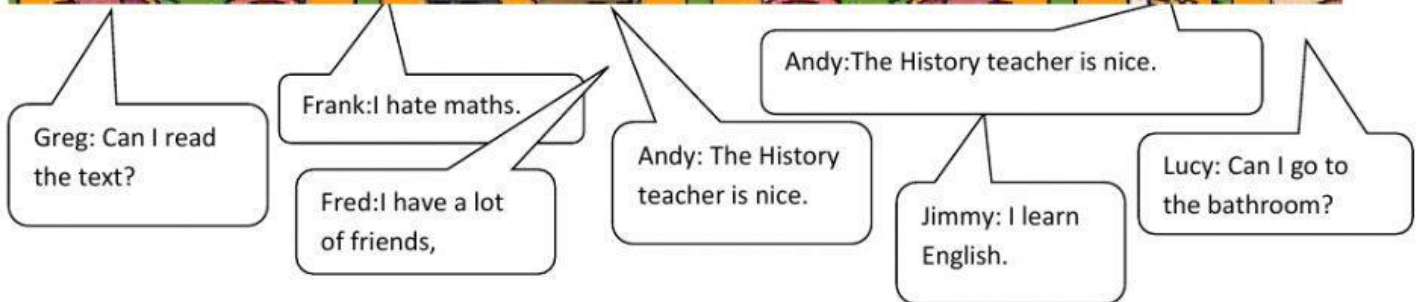 Greg: Can I read
the text?
Frank:I hate maths.
Fred:I have a lot
of friends,
Andy: The History
teacher is nice.
Andy:The History teacher is nice.
Jimmy: I learn
English.
Lucy: Can I go to
the bathroom?